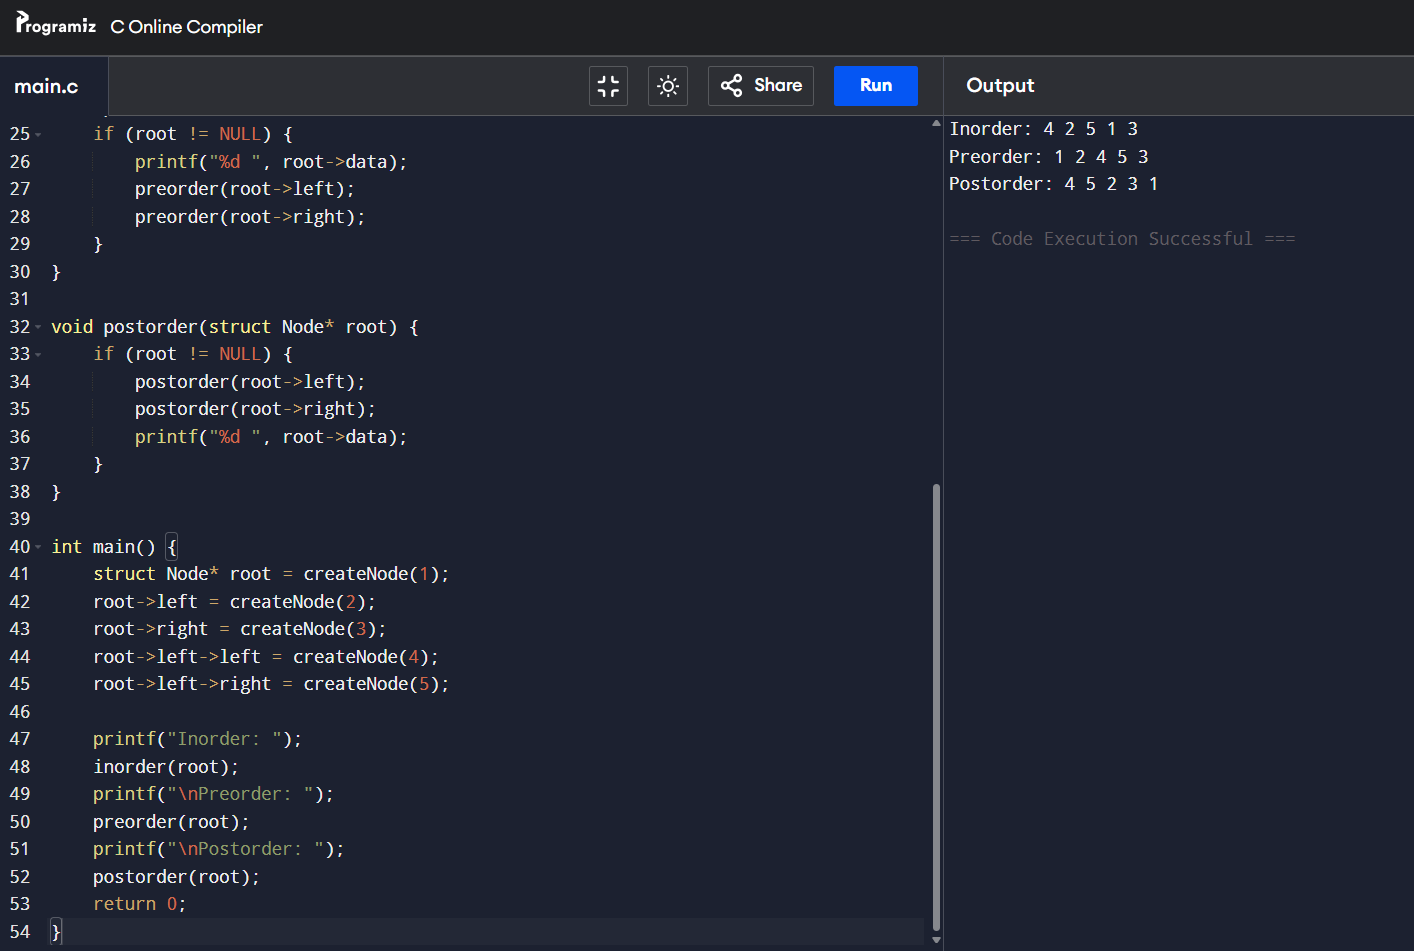 Programiz C Online Compiler
main.c Share Run Output
25 if (root != NULL) {
26 printf("%d ", root->data);
27 preorder(root->left);
28 preorder(root->right);
29 }
30 }
31
32 void postorder(struct Node* root) {
33 if (root != NULL) {
34 postorder(root->left);
35 postorder(root->right);
36 printf("%d ", root->data);
37 }
38 }
39
40 int main() {
41 struct Node* root = createNode(1);
42 root->left = createNode(2);
43 root->right = createNode(3);
44 root->left->left = createNode(4);
45 root->left->right = createNode(5);
46
47 printf("Inorder: ");
48 inorder(root);
49 printf("\nPreorder: ");
50 preorder(root);
51 printf("\nPostorder: ");
52 postorder(root);
53 return 0;
54 }
Inorder: 4 2 5 1 3
Preorder: 1 2 4 5 3
Postorder: 4 5 2 3 1
=== Code Execution Successful ===